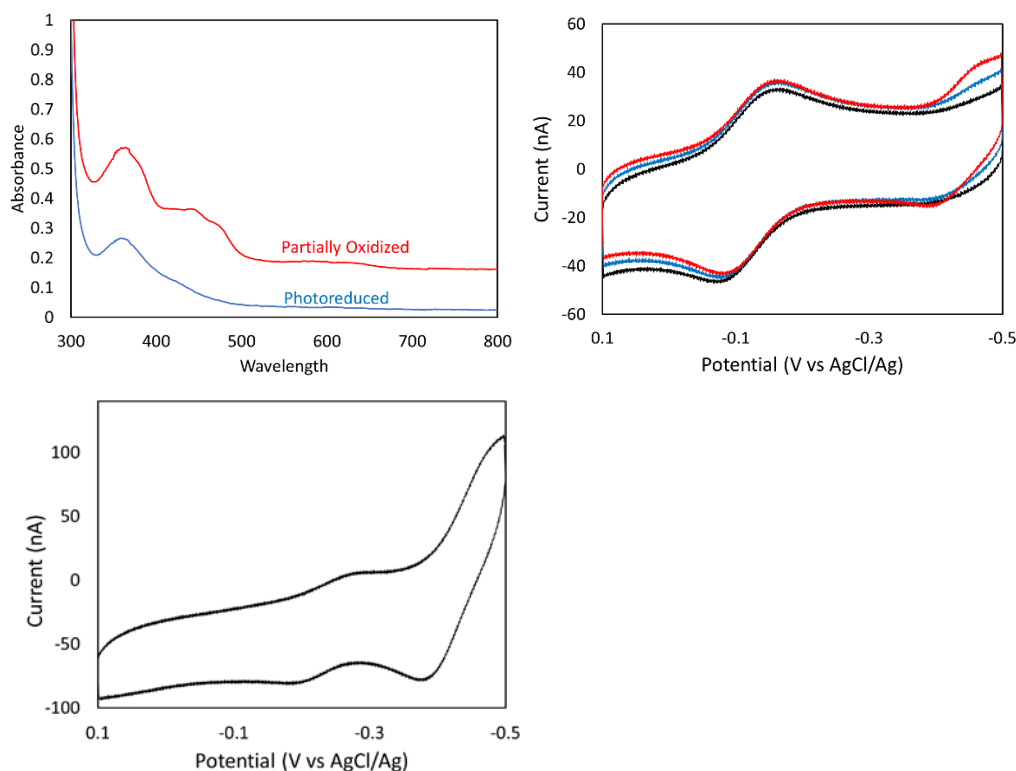 1
0.9
0.8
0.7
0.6
0.5
0.4
0.3
0.2
0.1
0
Absorbance
Partially Oxidized
Photoreduced
300 400 500 600 700 800
Wavelength
60
40
20
0
-20
-40
-60
Current (nA)
0.1 -0.1 -0.3 -0.5
Potential (V vs AgCl/Ag)
100
50
0
-50
-100
Current (nA)
0.1 -0.1 -0.3 -0.5
Potential (V vs AgCl/Ag)